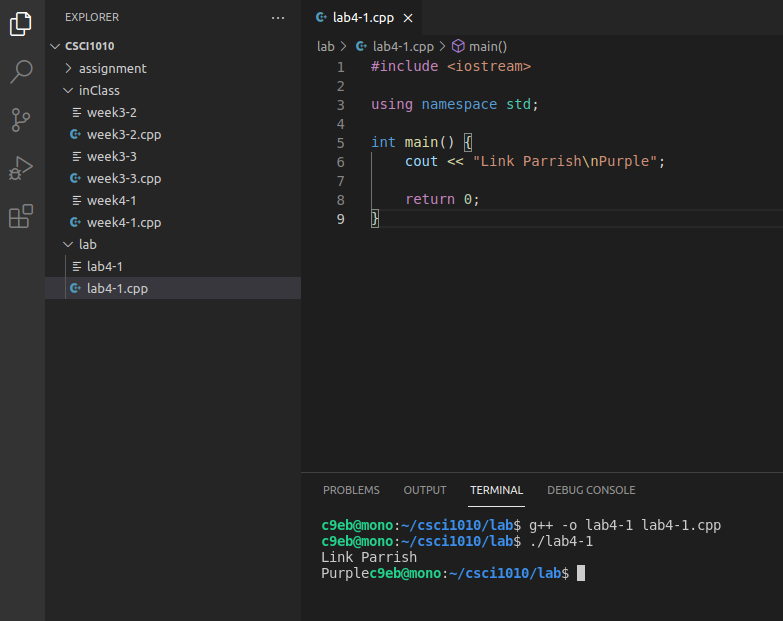 EXPLORER
CSCI1010
assignment
inClass
week3-2
week3-2.cpp
week3-3
week3-3.cpp
week4-1
week4-1.cpp
lab
lab4-1
lab4-1.cpp
lab4-1.cpp
lab > lab4-1.cpp > main()
1 #include <iostream>
2
3 using namespace std;
4
5 int main() {
6 cout << "Link Parrish\nPurple";
7
8 return 0;
9 }
PROBLEMS OUTPUT TERMINAL DEBUG CONSOLE
c9eb@mono:~/csci1010/lab$ g++ -o lab4-1 lab4-1.cpp
c9eb@mono:~/csci1010/lab$ ./lab4-1
Link Parrish
Purplec9eb@mono:~/csci1010/lab$